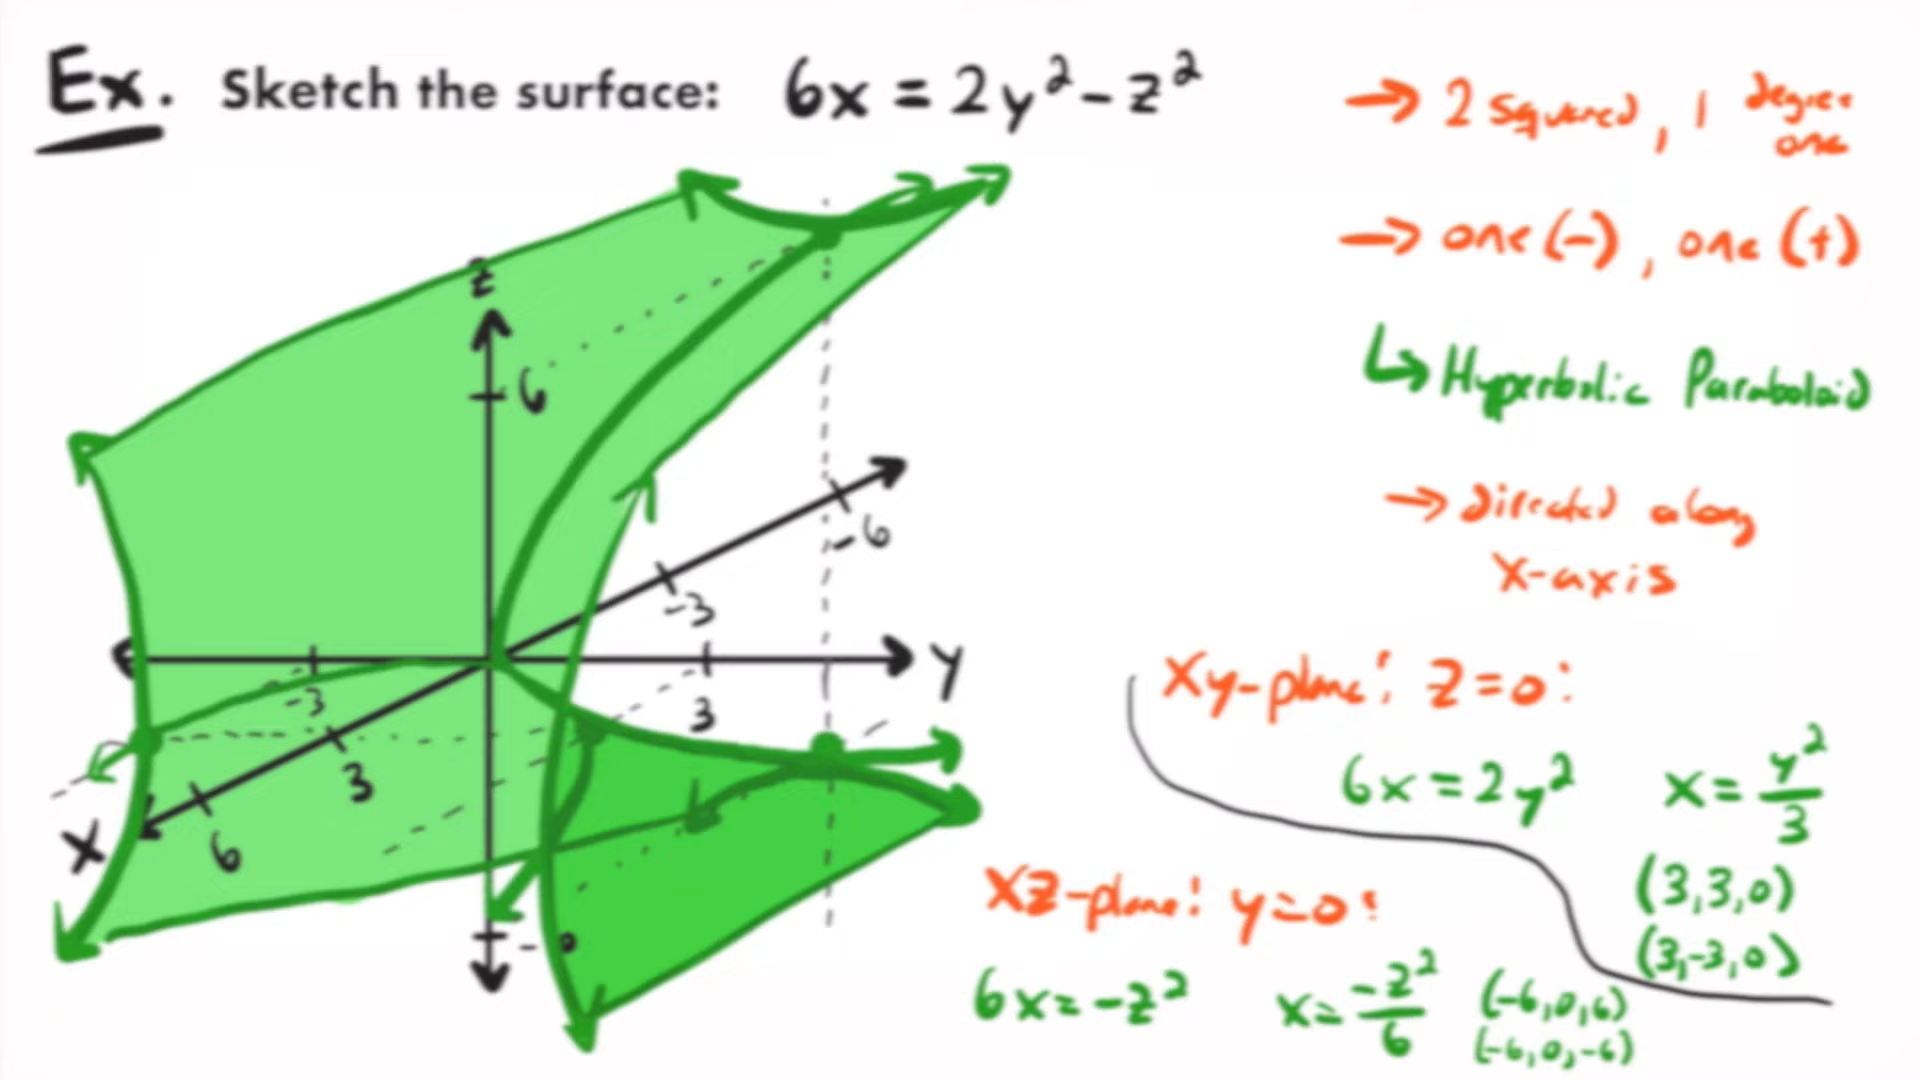 Ex. Sketch the surface: 6x = 2y² - z²
→ 2 squared, 1 degree one
→ one (-), one (+)
↳ Hyperbolic Paraboloid
→ directed along
x-axis
z
6
-6
-3
Y
-3
3
3
6
X
xy-plane: z=0:
6x = 2y² x = y²/3
(3,3,0)
(3,-3,0)
xz-plane: y=0:
6x = -z² x = -z²/6 (-6,0,6)
(-6,0,-6)